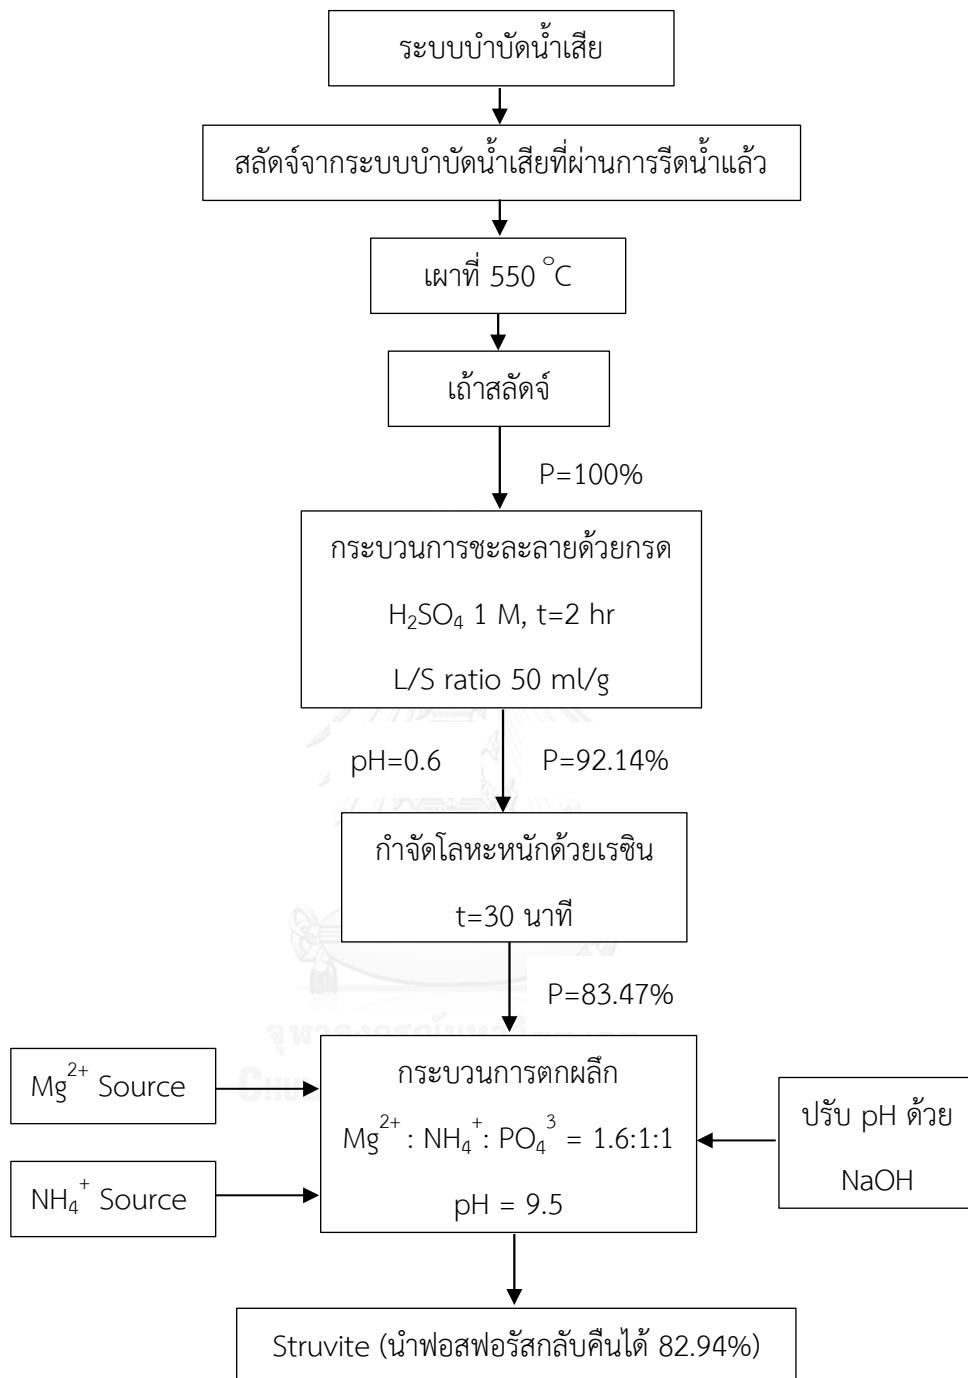 ระบบบำบัดน้ำเสีย
สลัดจ์จากระบบบำบัดน้ำเสียที่ผ่านการรีดน้ำแล้ว
เผาที่ 550 °C
เถ้าสลัดจ์
P=100%
กระบวนการชะละลายด้วยกรด
H₂SO₄ 1 M, t=2 hr
L/S ratio 50 ml/g
pH=0.6 P=92.14%
กำจัดโลหะหนักด้วยเรซิน
t=30 นาที
P=83.47%
Mg²⁺ Source
NH₄⁺ Source
กระบวนการตกผลึก
Mg²⁺ : NH₄⁺ : PO₄³ = 1.6:1:1
pH = 9.5
ปรับ pH ด้วย
NaOH
Struvite (นำฟอสฟอรัสกลับคืนได้ 82.94%)